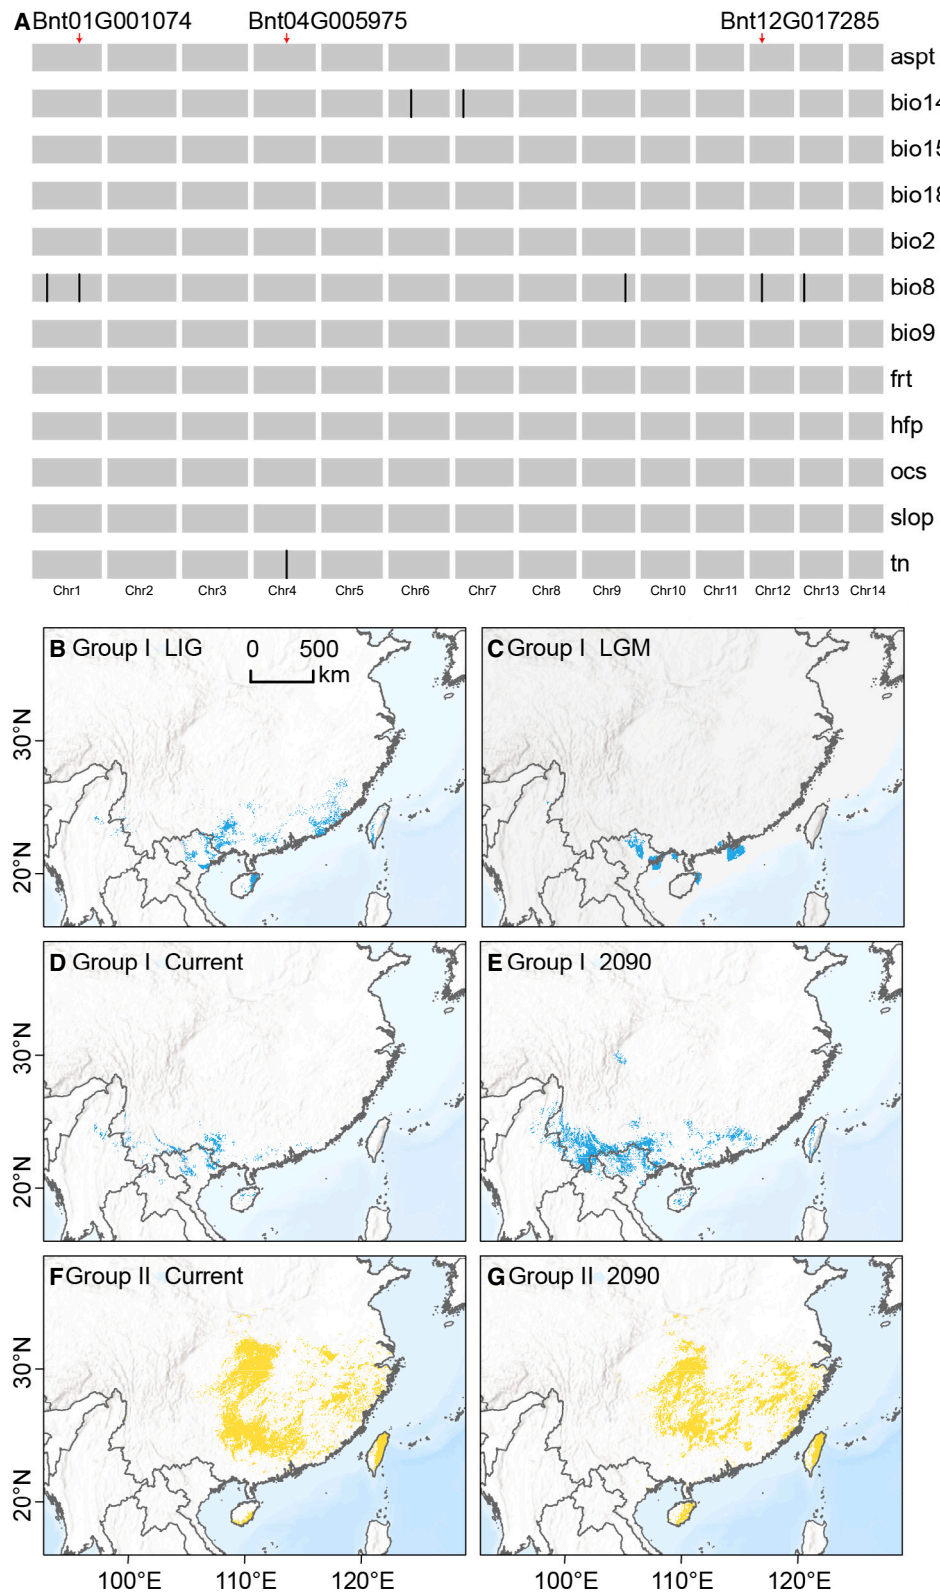 A Bnt01G001074 Bnt04G005975 Bnt12G017285
aspt
bio14
bio15
bio18
bio2
bio8
bio9
frt
hfp
ocs
slop
tn
Chr1 Chr2 Chr3 Chr4 Chr5 Chr6 Chr7 Chr8 Chr9 Chr10 Chr11 Chr12 Chr13 Chr14
B Group I LIG 0 500 km
C Group I LGM
30°N
20°N
D Group I Current
E Group I 2090
30°N
20°N
F Group II Current
G Group II 2090
30°N
20°N
100°E 110°E 120°E 100°E 110°E 120°E